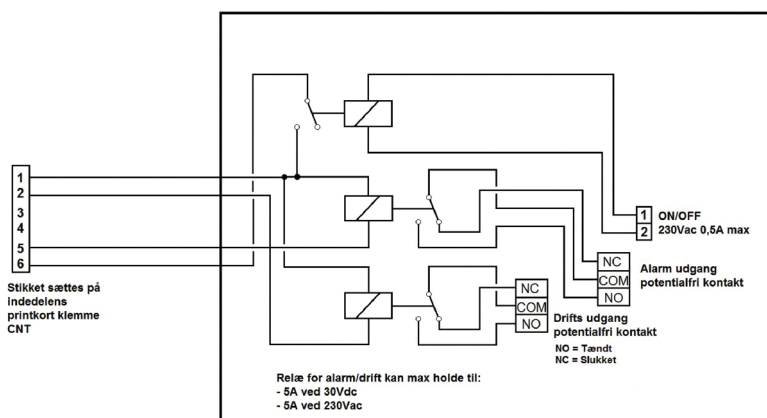 1
2
3
4
5
6
Stikket sættes på
indedelens
printkort klemme
CNT
1
2
ON/OFF
230Vac 0,5A max
NC
COM
NO
Alarm udgang
potentialfri kontakt
NC
COM
NO
Drifts udgang
potentialfri kontakt
NO = Tændt
NC = Slukket
Relæ for alarm/drift kan max holde til:
- 5A ved 30Vdc
- 5A ved 230Vac